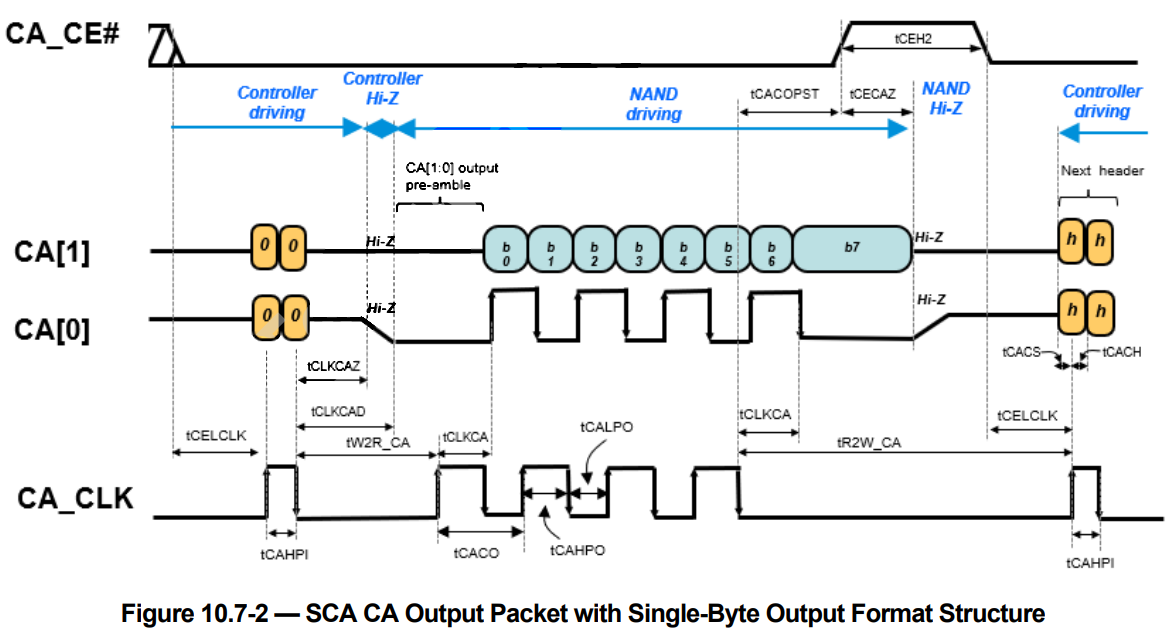 CA_CE#
tCEH2
Controller
driving
Controller
Hi-Z
NAND
driving
tCACOPST
tCECAZ
NAND
Hi-Z
Controller
driving
CA[1:0] output
pre-amble
Next header
CA[1]
0
0
Hi-Z
b
0
b
1
b
2
b
3
b
4
b
5
b
6
b7
Hi-Z
h
h
CA[0]
0
0
Hi-Z
Hi-Z
h
h
tCACS
tCACH
tCLKCAZ
tCLKCAD
tCELCLK
tW2R_CA
tCLKCA
tCALPO
tCLKCA
tR2W_CA
tCELCLK
CA_CLK
tCAHPI
tCACO
tCAHPO
tCAHPI
Figure 10.7-2 — SCA CA Output Packet with Single-Byte Output Format Structure